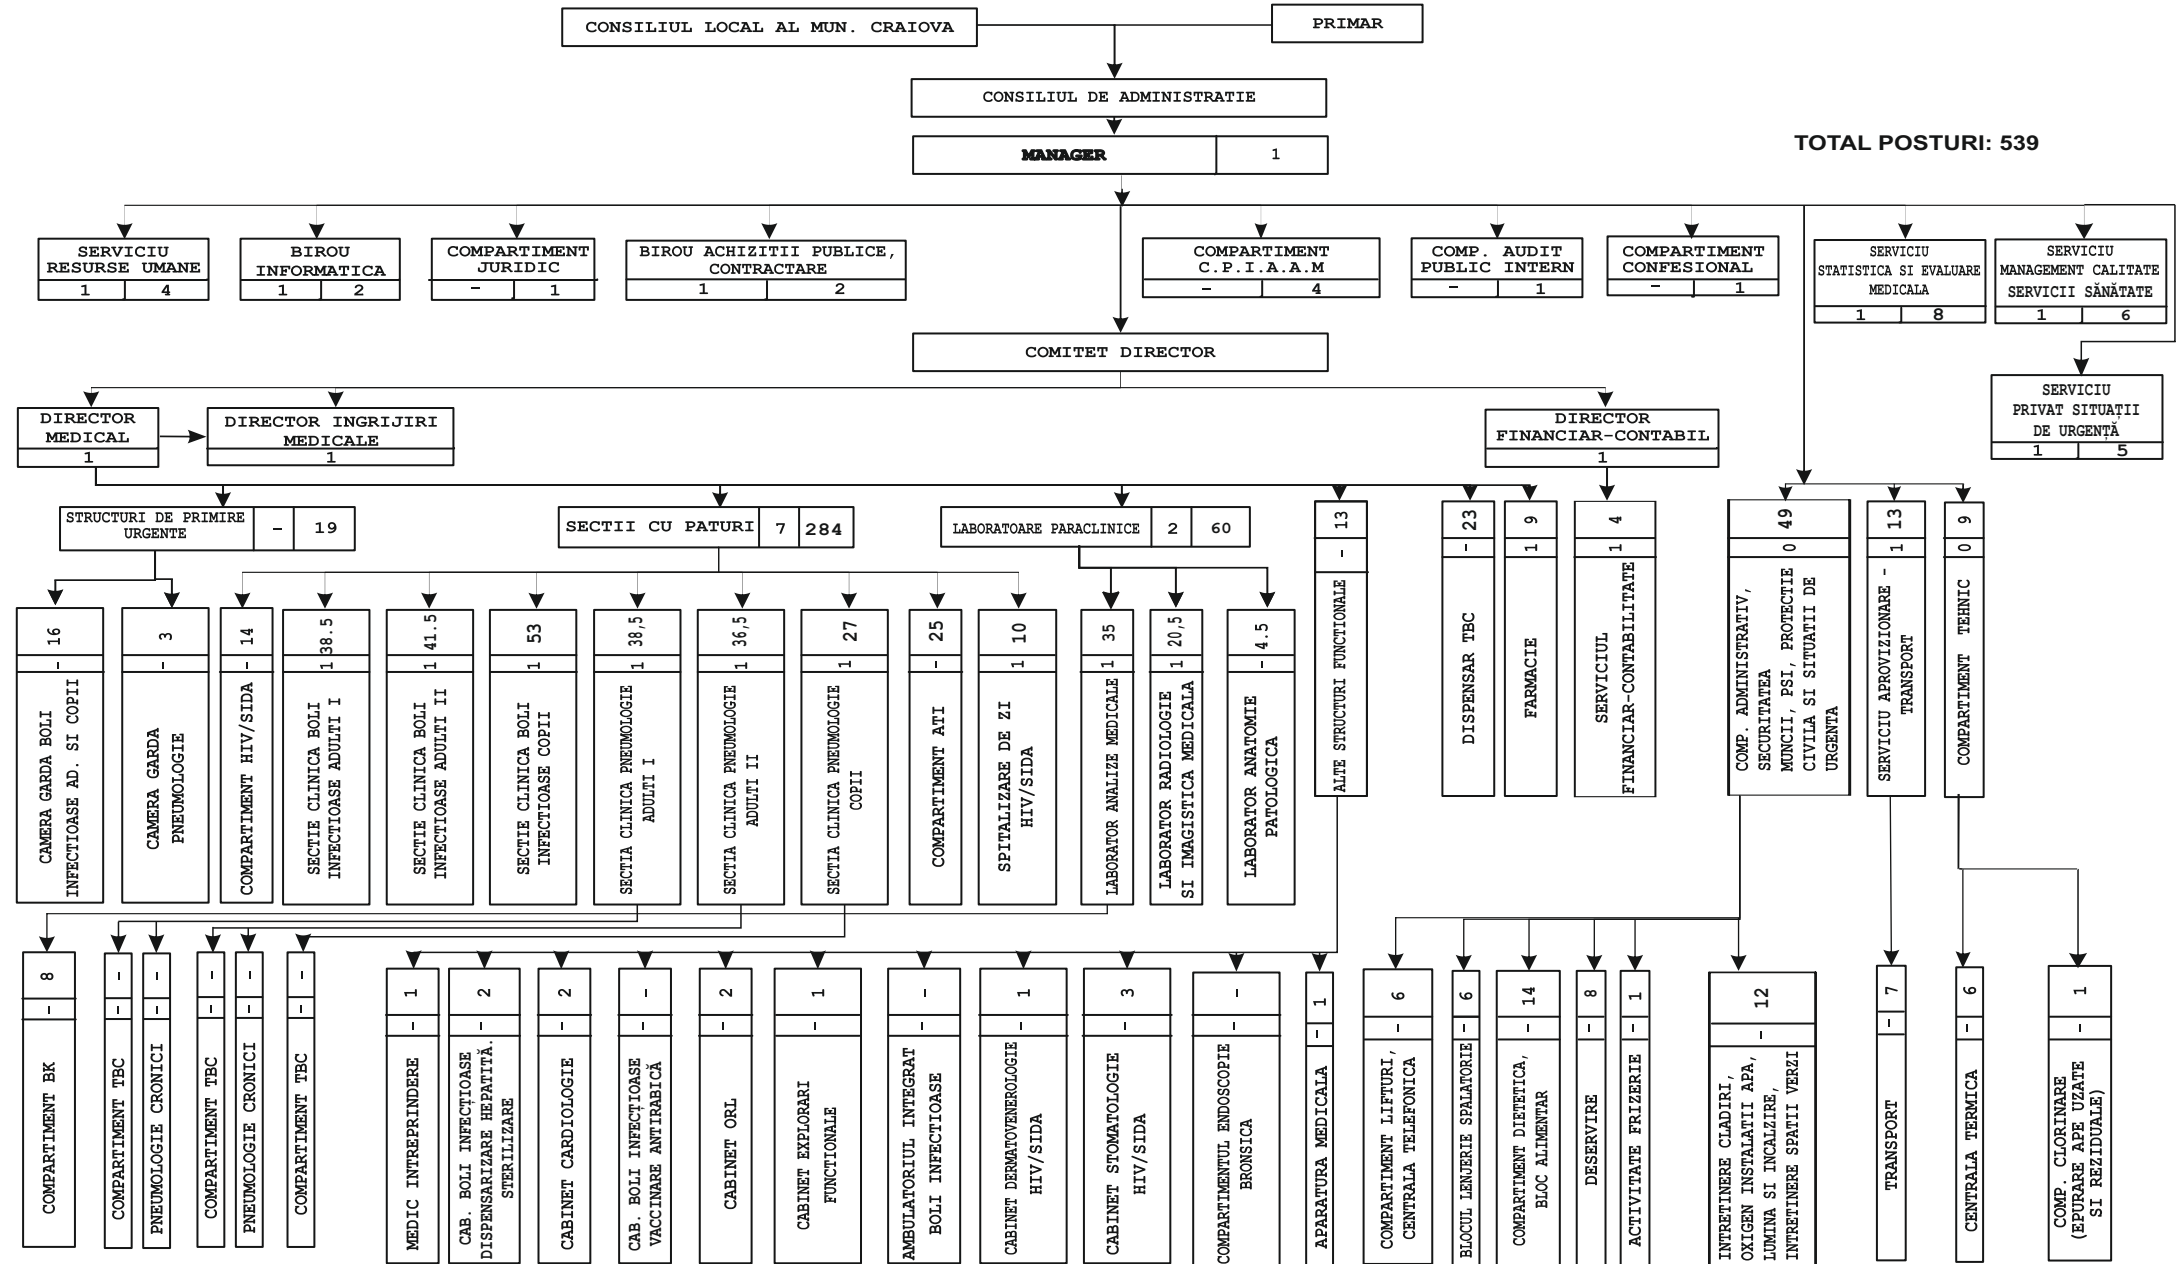 CONSILIUL LOCAL AL MUN. CRAIOVA
PRIMAR
CONSILIUL DE ADMINISTRATIE
MANAGER
1
TOTAL POSTURI: 539
SERVICIU
RESURSE UMANE
1
4
BIROU
INFORMATICA
1
2
COMPARTIMENT
JURIDIC
-
1
BIROU ACHIZITII PUBLICE,
CONTRACTARE
1
2
COMPARTIMENT
C.P.I.A.A.M
-
4
COMP. AUDIT
PUBLIC INTERN
-
1
COMPARTIMENT
CONFESIONAL
-
1
SERVICIU
STATISTICA SI EVALUARE
MEDICALA
1
8
SERVICIU
MANAGEMENT CALITATE
SERVICII SĂNĂTATE
1
6
COMITET DIRECTOR
SERVICIU
PRIVAT SITUAȚII
DE URGENȚĂ
1
5
DIRECTOR
MEDICAL
1
DIRECTOR INGRIJIRI
MEDICALE
1
DIRECTOR
FINANCIAR-CONTABIL
1
STRUCTURI DE PRIMIRE
URGENTE
-
19
SECTII CU PATURI
7
284
LABORATOARE PARACLINICE
2
60
ALTE STRUCTURI FUNCTIONALE
-
13
DISPENSAR TBC
-
23
FARMACIE
1
9
SERVICIUL
FINANCIAR-CONTABILITATE
1
4
COMP. ADMINISTRATIV,
SECURITATEA
MUNCII, PSI, PROTECTIE
CIVILA SI SITUATII DE
URGENTA
0
49
SERVICIU APROVIZIONARE -
TRANSPORT
1
13
COMPARTIMENT TEHNIC
0
9
CAMERA GARDA BOLI
INFECTIOASE AD. SI COPII
-
16
CAMERA GARDA
PNEUMOLOGIE
-
3
COMPARTIMENT HIV/SIDA
-
14
SECTIE CLINICA BOLI
INFECTIOASE ADULTI I
1
38.5
SECTIE CLINICA BOLI
INFECTIOASE ADULTI II
1
41.5
SECTIE CLINICA BOLI
INFECTIOASE COPII
1
53
SECTIA CLINICA PNEUMOLOGIE
ADULTI I
1
38,5
SECTIA CLINICA PNEUMOLOGIE
ADULTI II
1
36,5
SECTIA CLINICA PNEUMOLOGIE
COPII
1
27
COMPARTIMENT ATI
-
25
SPITALIZARE DE ZI
HIV/SIDA
1
10
LABORATOR ANALIZE MEDICALE
1
35
LABORATOR RADIOLOGIE
SI IMAGISTICA MEDICALA
1
20,5
LABORATOR ANATOMIE
PATOLOGICA
-
4.5
COMPARTIMENT BK
-
8
COMPARTIMENT TBC
-
-
PNEUMOLOGIE CRONICI
-
-
COMPARTIMENT TBC
-
-
PNEUMOLOGIE CRONICI
-
-
COMPARTIMENT TBC
-
-
MEDIC INTREPRINDERE
-
1
CAB. BOLI INFECȚIOASE
DISPENSARIZARE HEPATITĂ.
STERILIZARE
-
2
CABINET CARDIOLOGIE
-
2
CAB. BOLI INFECȚIOASE
VACCINARE ANTIRABICĂ
-
-
CABINET ORL
-
2
CABINET EXPLORARI
FUNCTIONALE
-
1
AMBULATORIUL INTEGRAT
BOLI INFECTIOASE
-
-
CABINET DERMATOVENEROLOGIE
HIV/SIDA
-
1
CABINET STOMATOLOGIE
HIV/SIDA
-
3
COMPARTIMENTUL ENDOSCOPIE
BRONSICA
-
-
APARATURA MEDICALA
-
1
COMPARTIMENT LIFTURI,
CENTRALA TELEFONICA
-
6
BLOCUL LENJERIE SPALATORIE
-
6
COMPARTIMENT DIETETICA,
BLOC ALIMENTAR
-
14
DESERVIRE
-
8
ACTIVITATE FRIZERIE
-
1
INTRETINERE CLADIRI,
OXIGEN INSTALATII APA,
LUMINA SI INCALZIRE,
INTRETINERE SPATII VERZI
-
12
TRANSPORT
-
7
CENTRALA TERMICA
-
6
COMP. CLORINARE
(EPURARE APE UZATE
SI REZIDUALE)
-
1